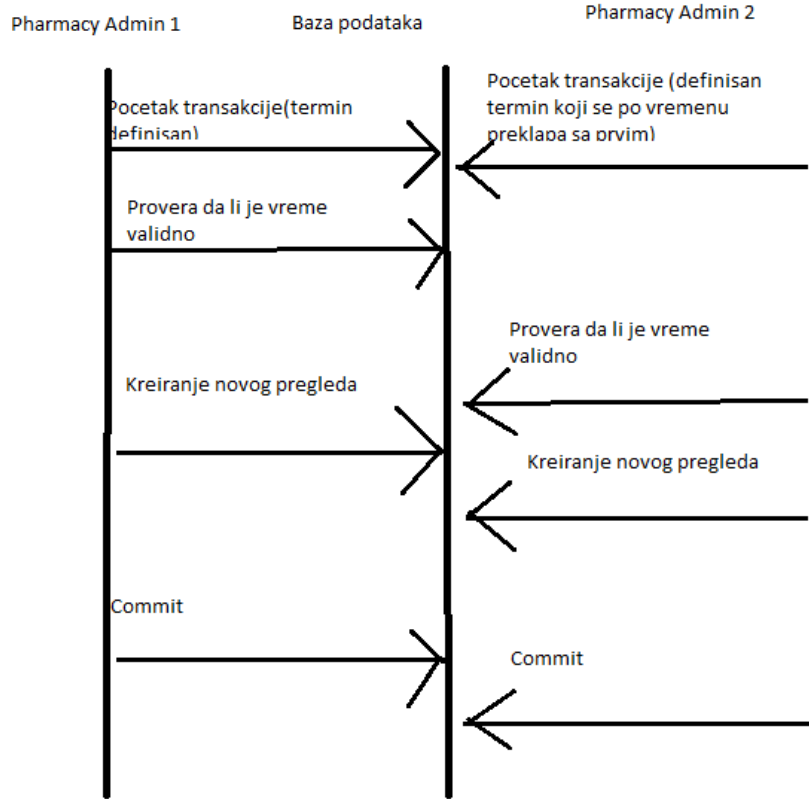 Pharmacy Admin 1
Baza podataka
Pharmacy Admin 2
Pocetak transakcije(termin
definisan)
Pocetak transakcije (definisan
termin koji se po vremenu
preklapa sa prvim)
Provera da li je vreme
validno
Provera da li je vreme
validno
Kreiranje novog pregleda
Kreiranje novog pregleda
Commit
Commit